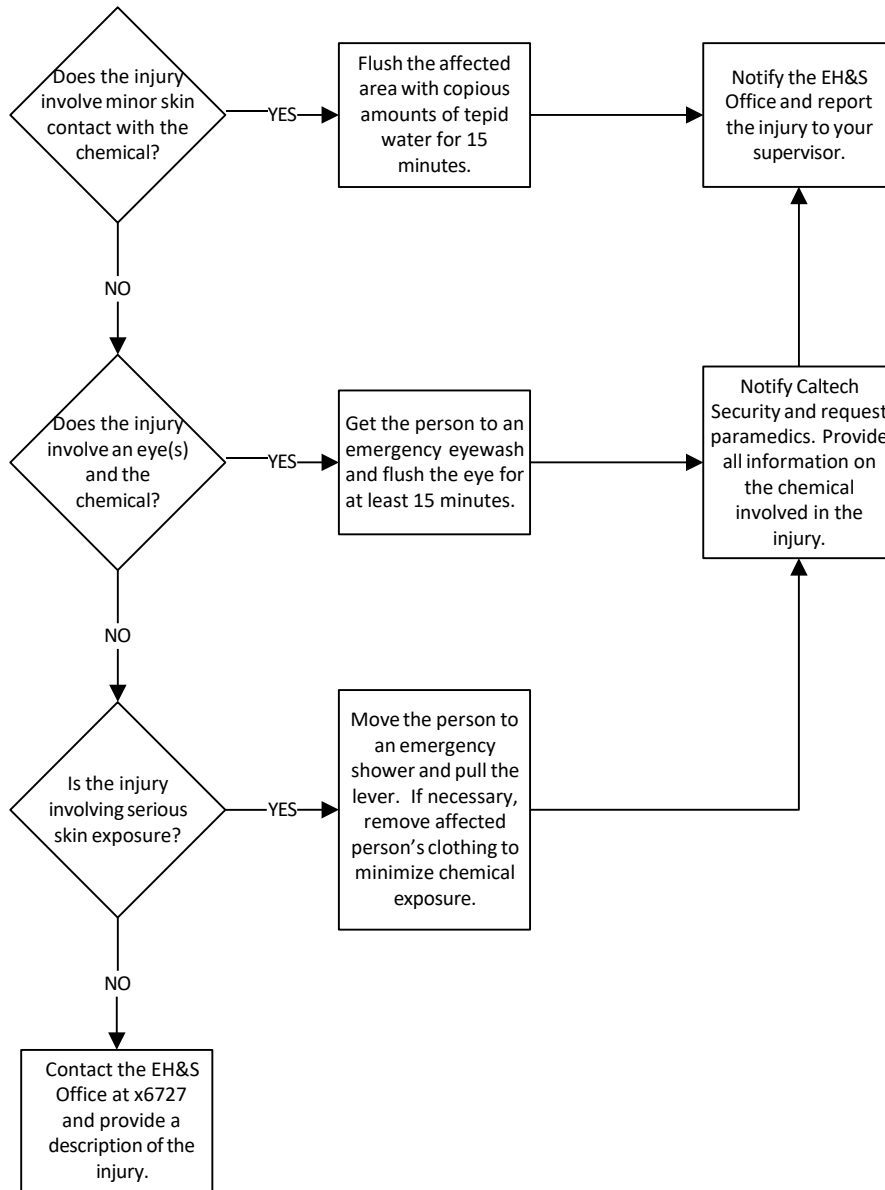 Does the injury
involve minor skin
contact with the
chemical?
YES
Flush the affected
area with copious
amounts of tepid
water for 15
minutes.
Notify the EH&S
Office and report
the injury to your
supervisor.
NO
Does the injury
involve an eye(s)
and the
chemical?
YES
Get the person to an
emergency eyewash
and flush the eye for
at least 15 minutes.
Notify Caltech
Security and request
paramedics. Provide
all information on
the chemical
involved in the
injury.
NO
Is the injury
involving serious
skin exposure?
YES
Move the person to
an emergency
shower and pull the
lever. If necessary,
remove affected
person’s clothing to
minimize chemical
exposure.
NO
Contact the EH&S
Office at x6727
and provide a
description of the
injury.